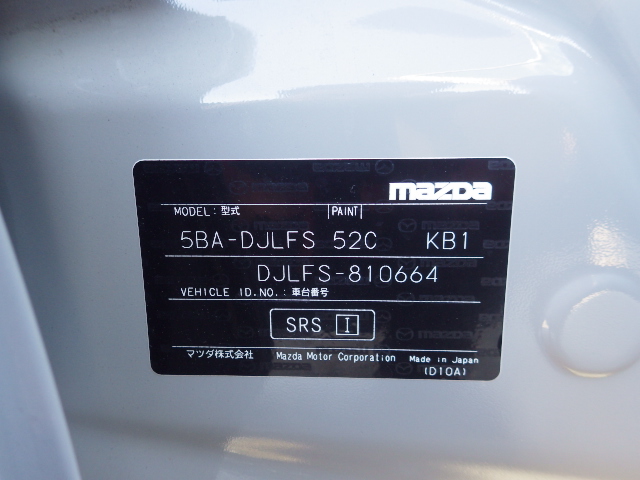 mazda
MODEL: 型式 PAINT
5BA-DJLFS 52C KB1
DJLFS-810664
VEHICLE ID.NO.: 車台番号
SRS I
マツダ株式会社 Mazda Motor Corporation Made in Japan
(D10A)